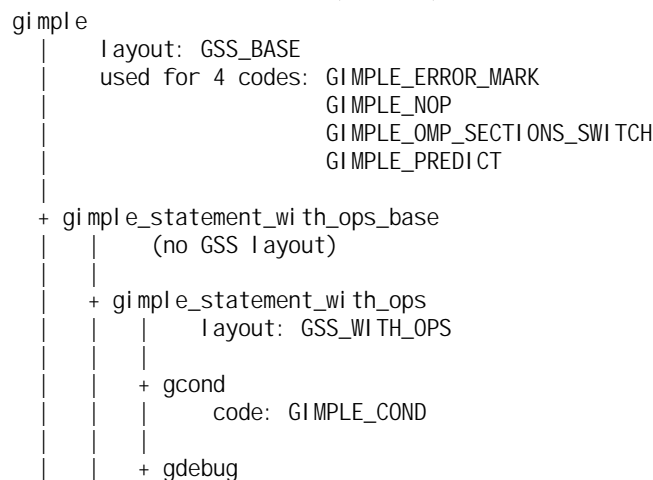 gimple
  |    layout: GSS_BASE
  |    used for 4 codes: GIMPLE_ERROR_MARK
  |                      GIMPLE_NOP
  |                      GIMPLE_OMP_SECTIONS_SWITCH
  |                      GIMPLE_PREDICT
  |
  + gimple_statement_with_ops_base
  |   |    (no GSS layout)
  |   |
  |   + gimple_statement_with_ops
  |   |   |    layout: GSS_WITH_OPS
  |   |   |
  |   |   + gcond
  |   |   |     code: GIMPLE_COND
  |   |   |
  |   |   + gdebug